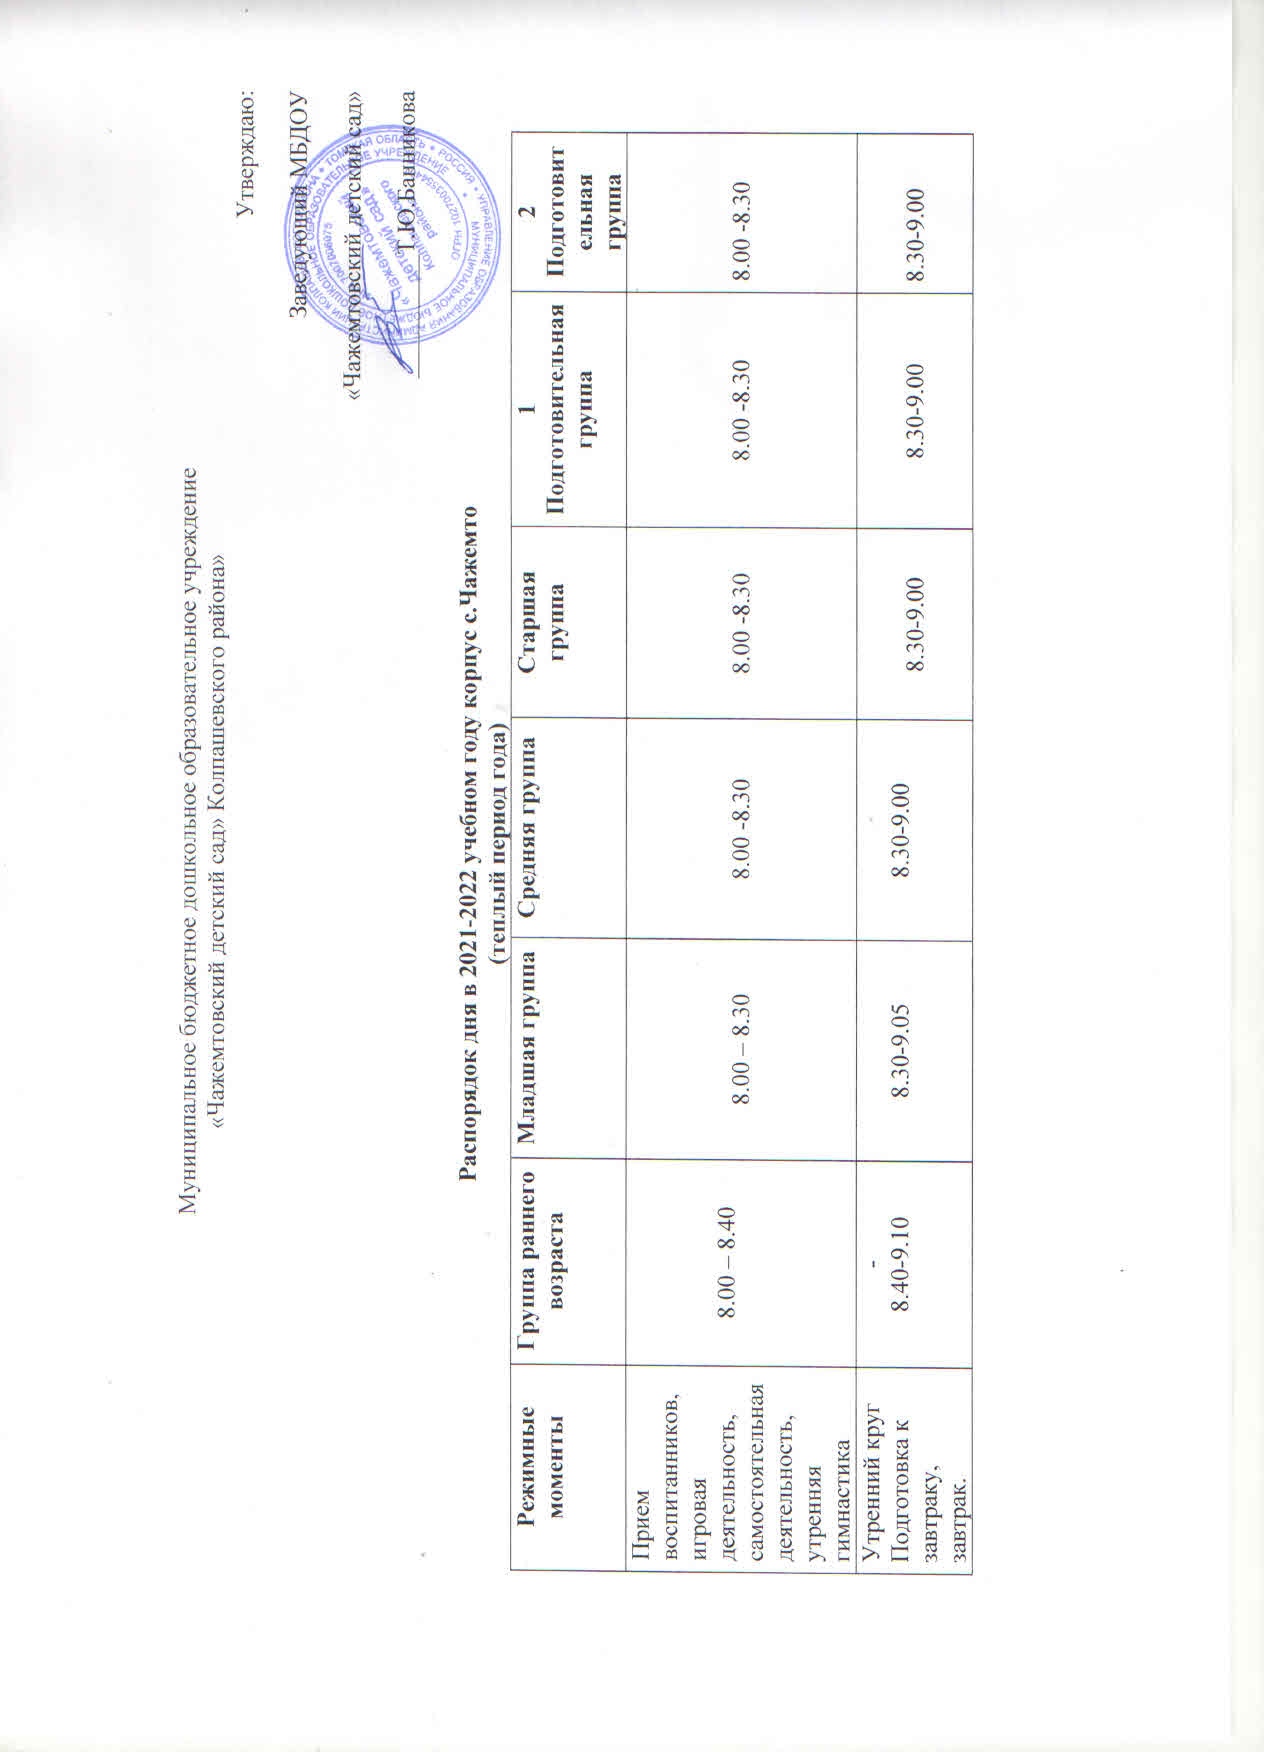 Муниципальное бюджетное дошкольное образовательное учреждение
«Чажемтовский детский сад» Колпашевского района»
Утверждаю:
Заведующий МБДОУ
«Чажемтовский детский сад»
Т.Ю.Банникова
Распорядок дня в 2021-2022 учебном году корпус с.Чажемто
(теплый период года)
Режимные моменты
Группа раннего возраста
Младшая группа
Средняя группа
Старшая группа
1 Подготовительная группа
2 Подготовит ельная группа
Прием
воспитанников,
игровая
деятельность,
самостоятельная
деятельность,
утренняя
гимнастика
8.00 – 8.40
8.00 – 8.30
8.00 -8.30
8.00 -8.30
8.00 -8.30
8.00 -8.30
Утренний круг
Подготовка к
завтраку,
завтрак.
-
8.40-9.10
8.30-9.05
8.30-9.00
8.30-9.00
8.30-9.00
8.30-9.00